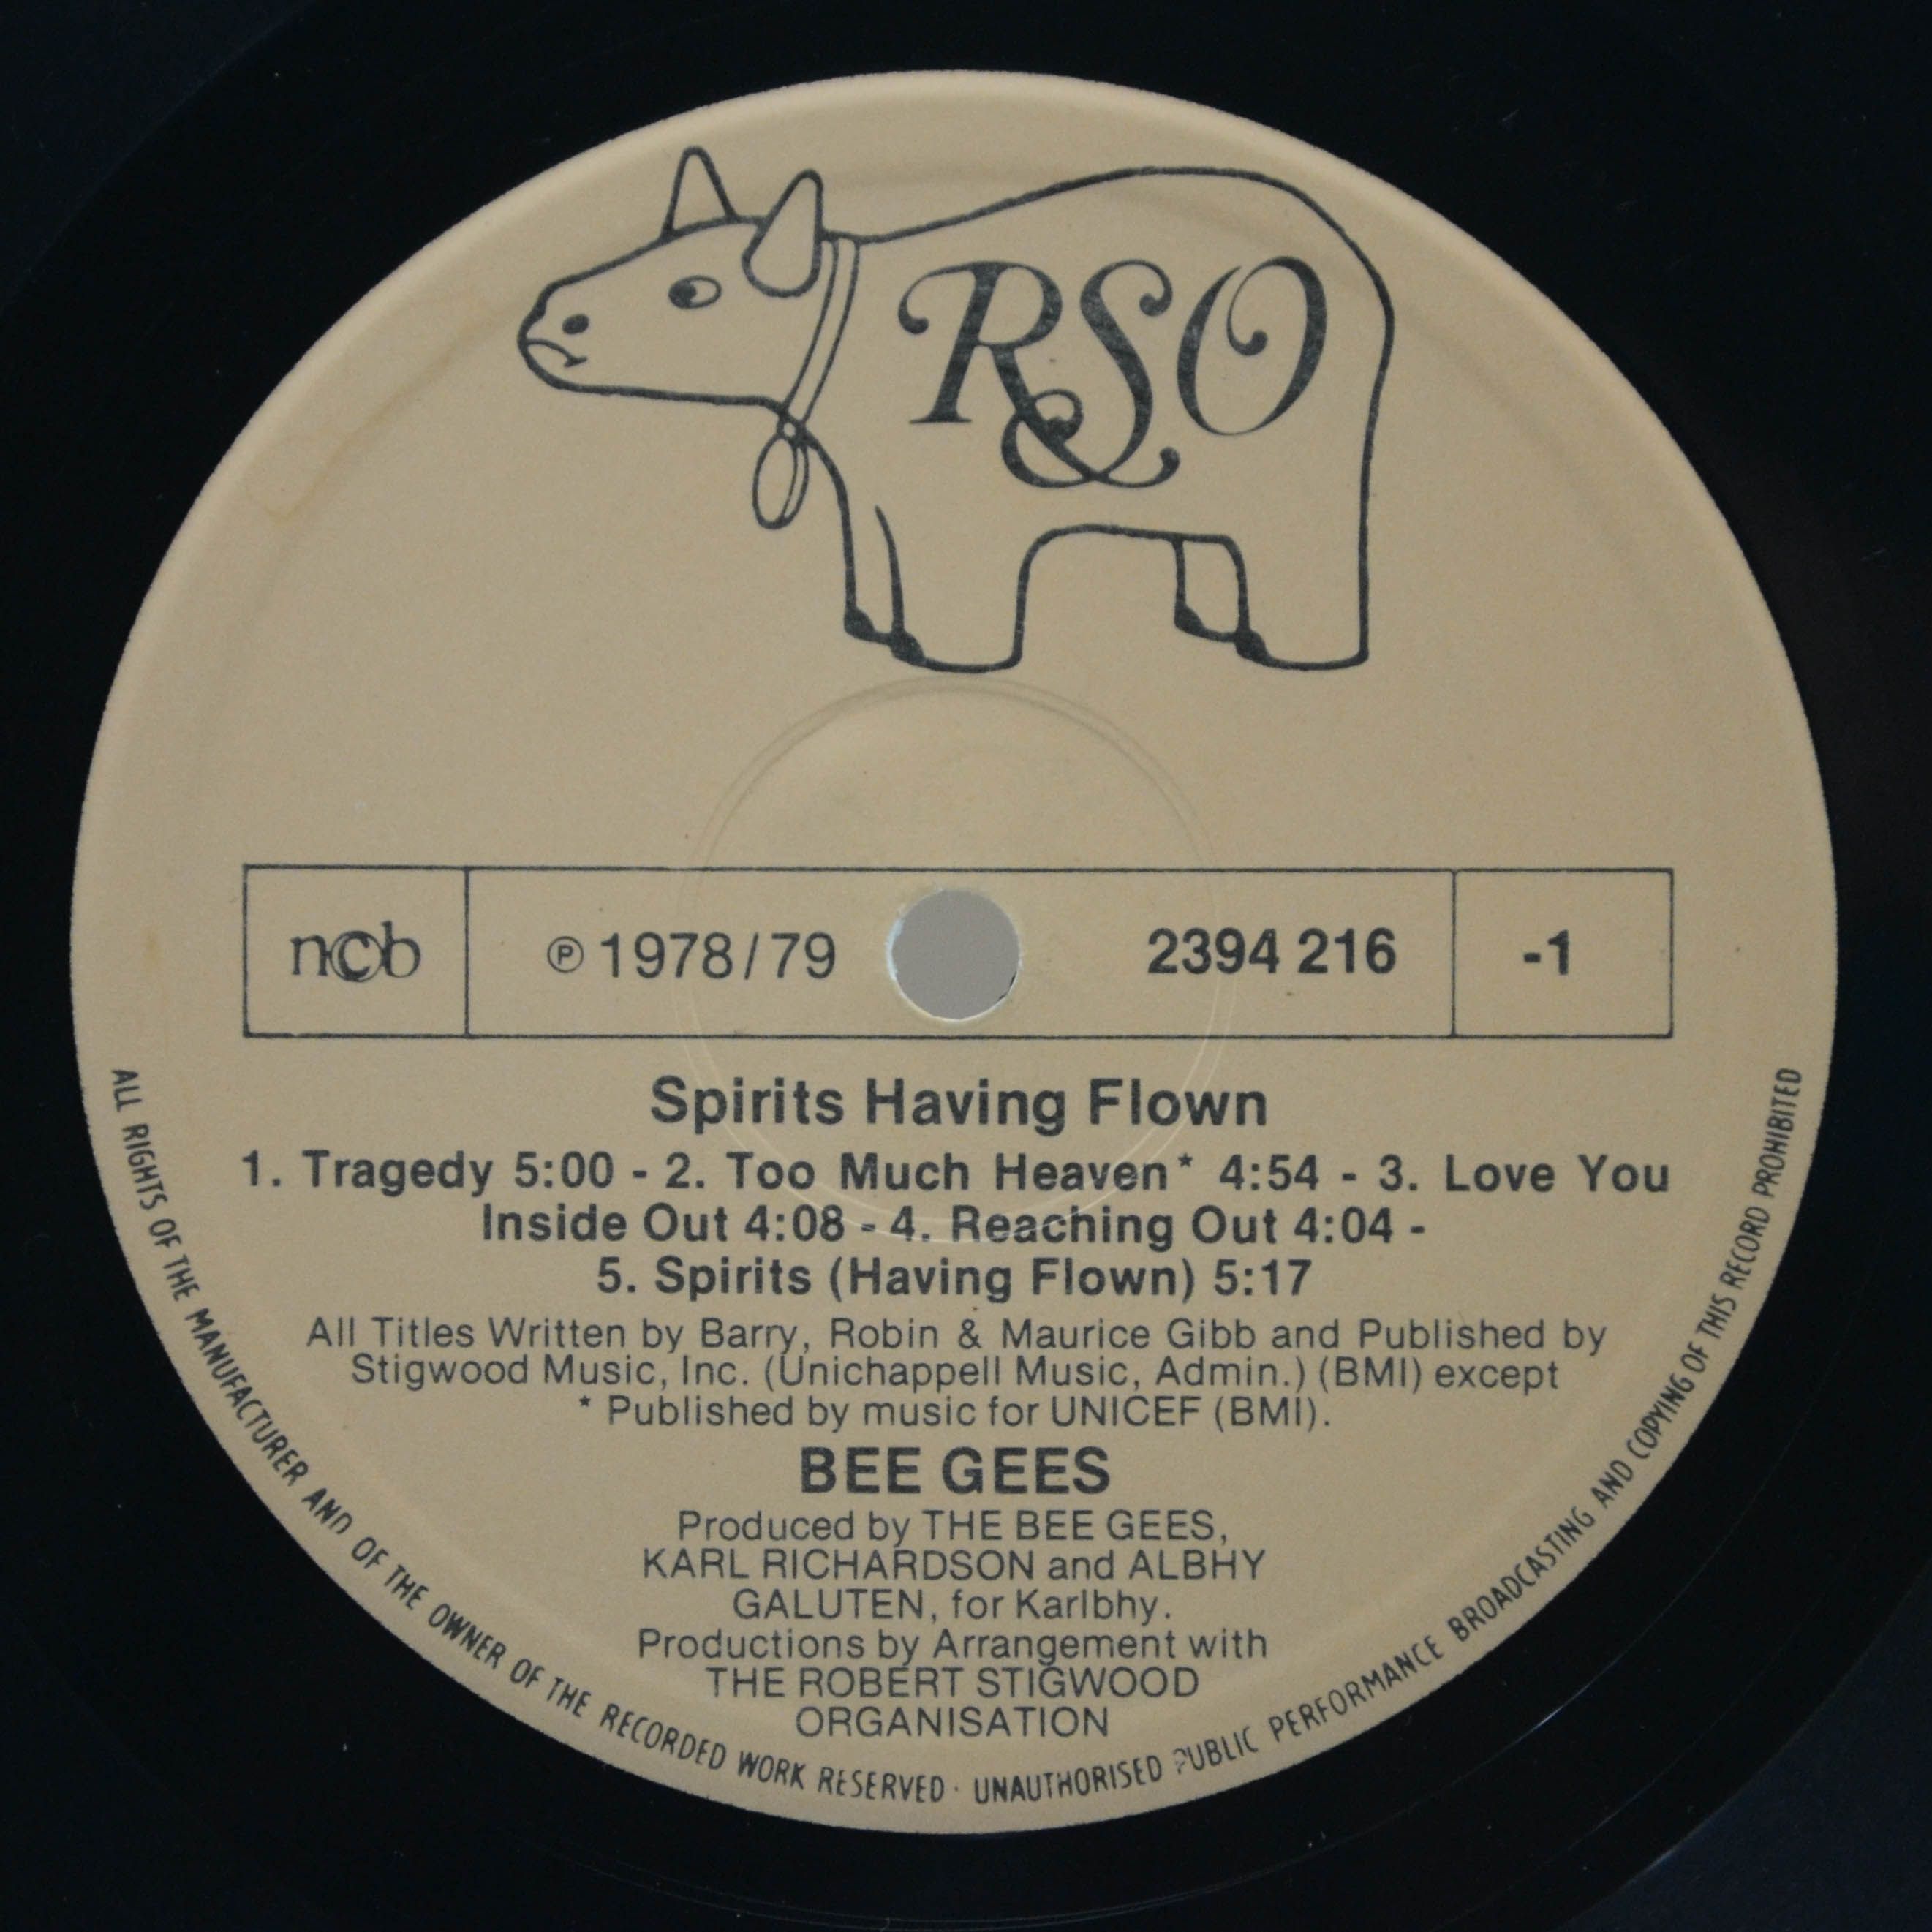 RSO
ncb
℗ 1978/79
2394 216
-1
Spirits Having Flown
1. Tragedy 5:00 - 2. Too Much Heaven* 4:54 - 3. Love You
Inside Out 4:08 - 4. Reaching Out 4:04 -
5. Spirits (Having Flown) 5:17
All Titles Written by Barry, Robin & Maurice Gibb and Published by
Stigwood Music, Inc. (Unichappell Music, Admin.) (BMI) except
* Published by music for UNICEF (BMI).
BEE GEES
Produced by THE BEE GEES,
KARL RICHARDSON and ALBHY
GALUTEN, for Karlbhy.
Productions by Arrangement with
THE ROBERT STIGWOOD
ORGANISATION
ALL RIGHTS OF THE MANUFACTURER AND OF THE OWNER OF THE RECORDED WORK RESERVED · UNAUTHORISED PUBLIC PERFORMANCE BROADCASTING AND COPYING OF THIS RECORD PROHIBITED